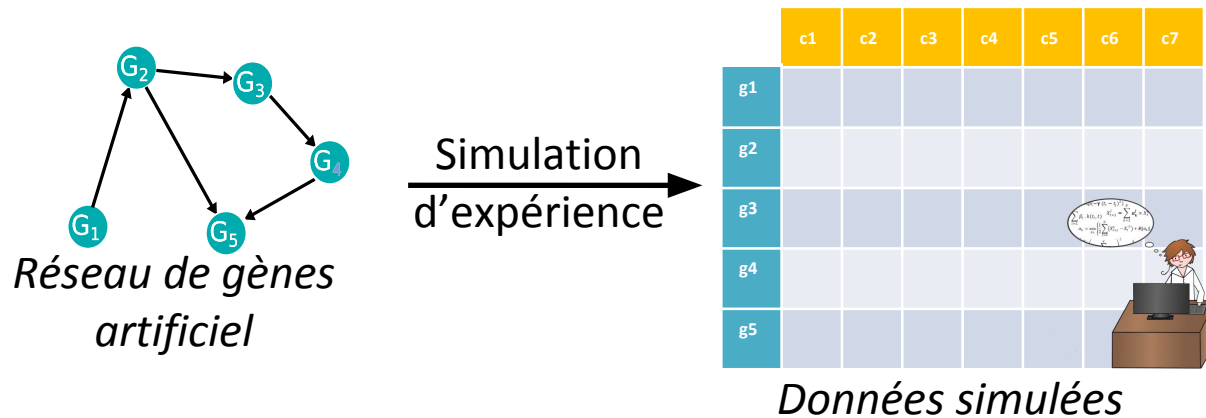 G1
G2
G3
G4
G5
Réseau de gènes
artificiel
Simulation
d'expérience
c1 c2 c3 c4 c5 c6 c7
g1
g2
g3
g4
g5
Données simulées